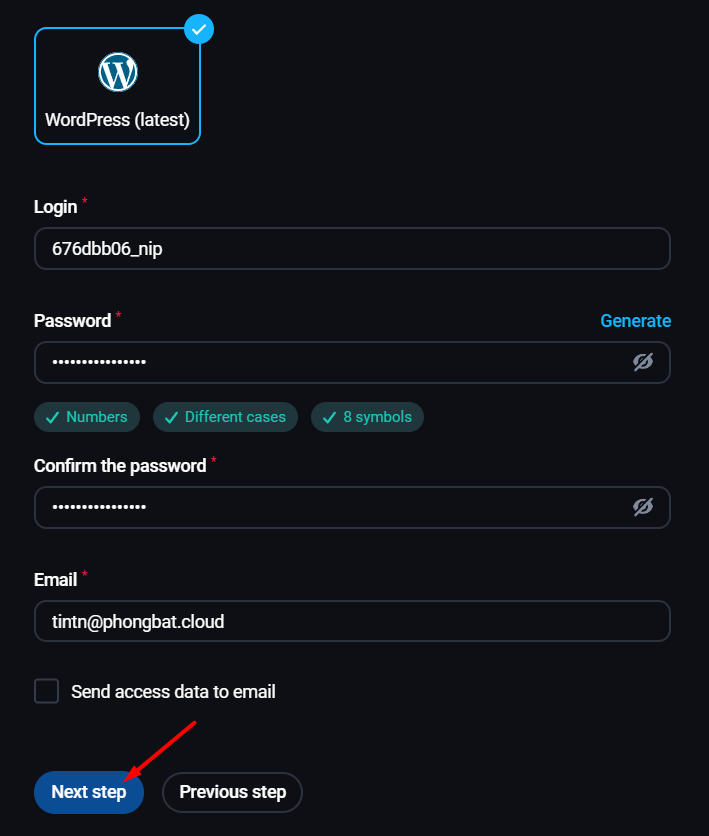 WordPress (latest)
Login *
676dbb06_nip
Password * Generate
••••••••••••••••
Numbers Different cases 8 symbols
Confirm the password *
••••••••••••••••
Email *
tintn@phongbat.cloud
Send access data to email
Next step Previous step